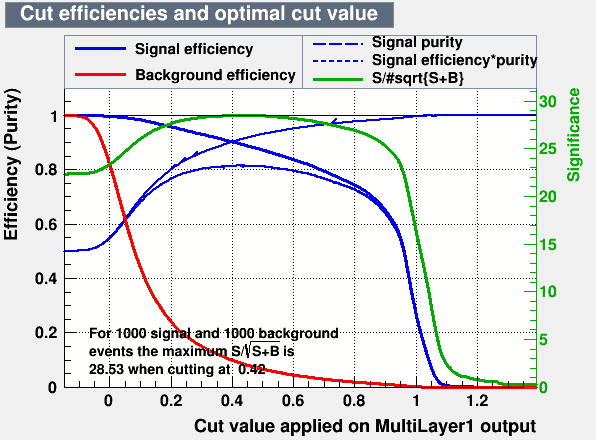 Cut efficiencies and optimal cut value
Signal efficiency
Background efficiency
Signal purity
Signal efficiency*purity
S/#sqrt{S+B}
Efficiency (Purity)
1
0.8
0.6
0.4
0.2
0
30
25
20
15
10
5
0
Significance
For 1000 signal and 1000 background
events the maximum S/√S+B is
28.53 when cutting at 0.42
0 0.2 0.4 0.6 0.8 1 1.2
Cut value applied on MultiLayer1 output